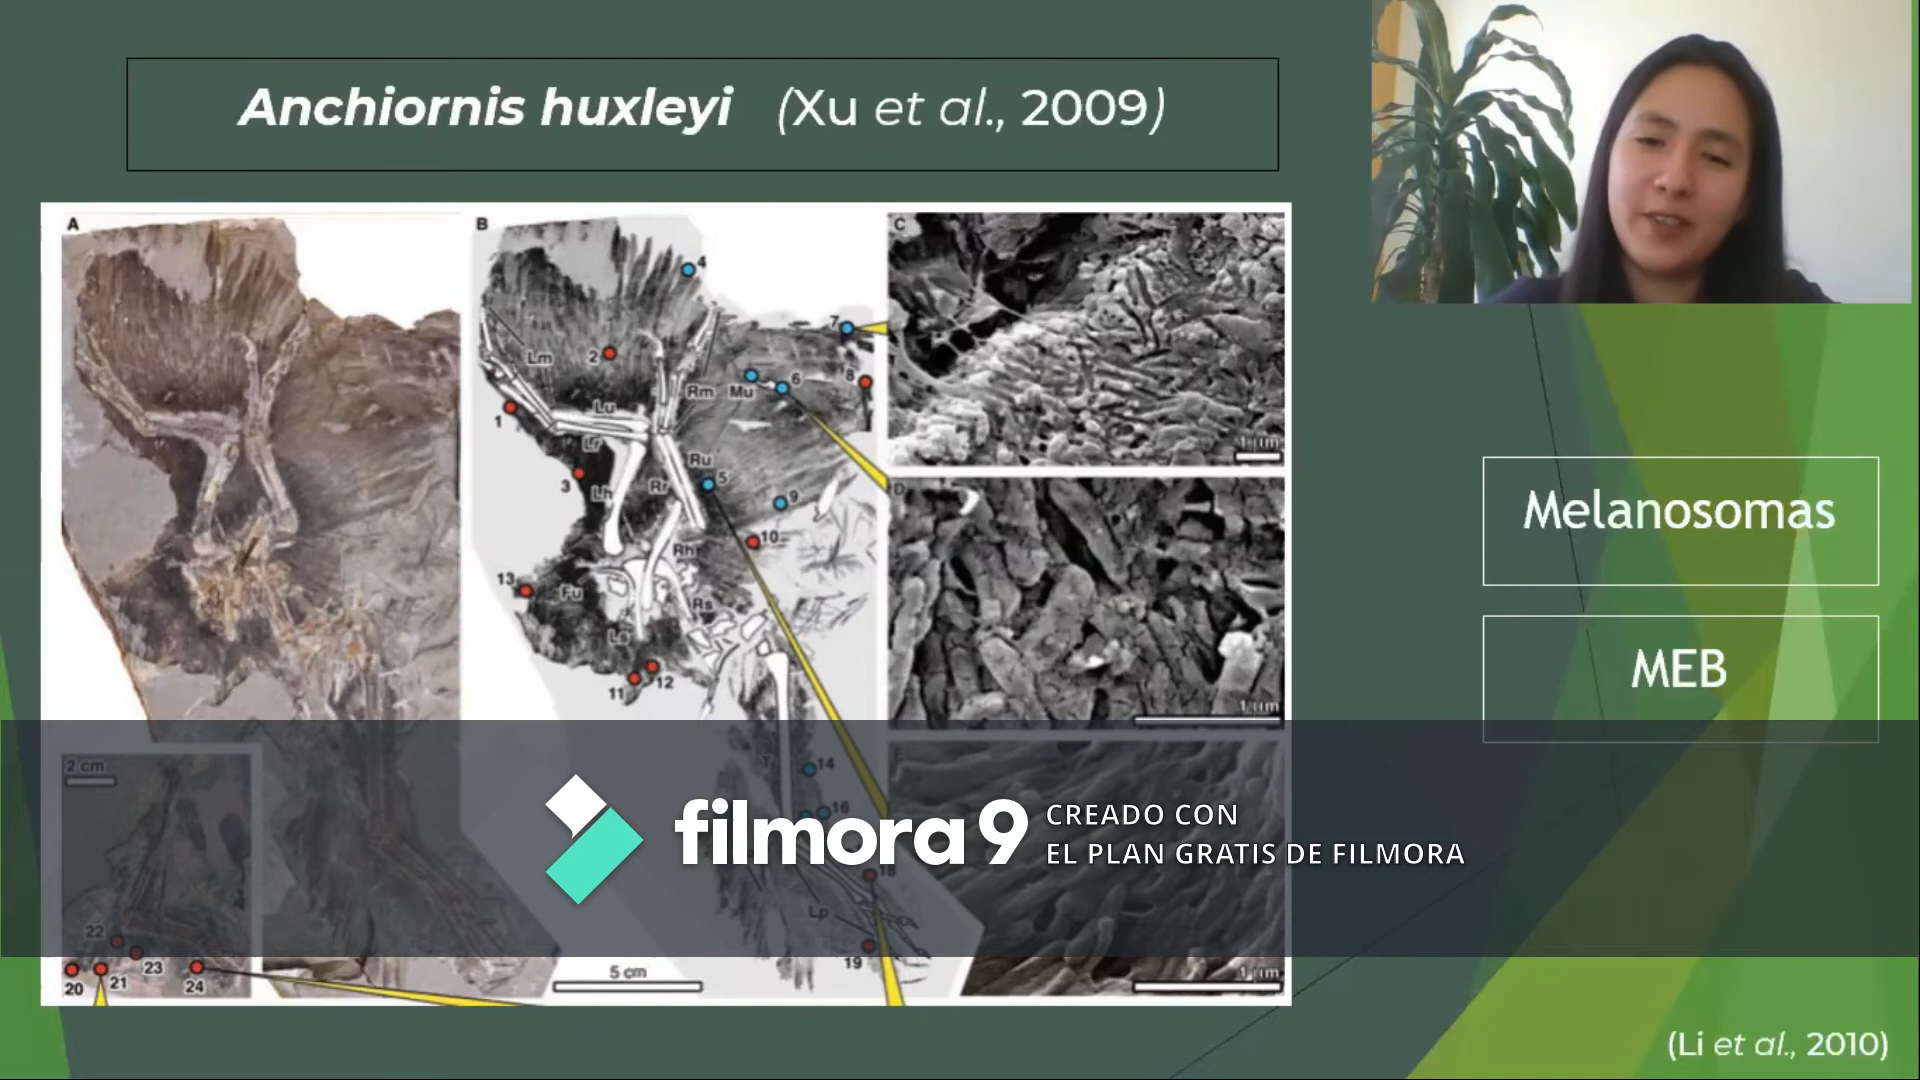 Anchiornis huxleyi (Xu et al., 2009)
A
B
C
D
4
7
Lm
2
6
8
Rm
Mu
1
Lu
Lr
Ru
3
Lh
Rr
5
9
10
Rh
13
Fu
Rs
11
12
1 µm
1 µm
2 cm
T
14
16
18
Lp
22
23
19
20
21
24
5 cm
1 µm
Melanosomas
MEB
filmora 9
CREADO CON
EL PLAN GRATIS DE FILMORA
(Li et al., 2010)